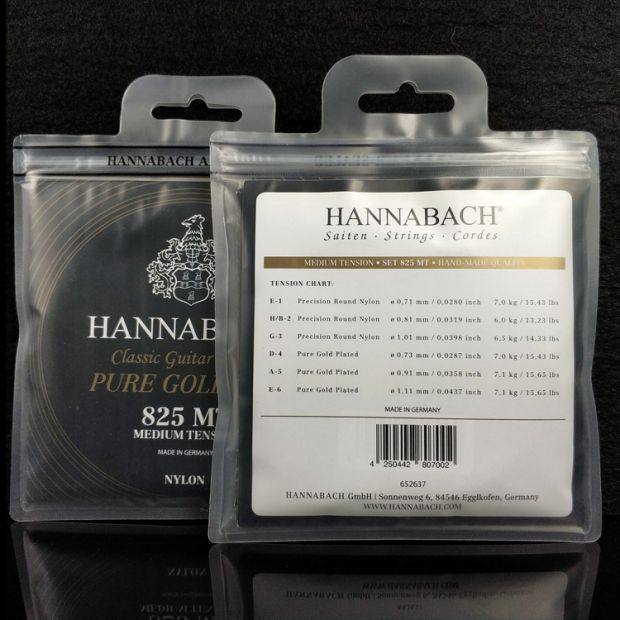 HANNABACH A
HANNABAC
Classic Guitar
PURE GOL
825 MT
MEDIUM TENS
MADE IN GERMANY
NYLON
HANNABACH®
Saiten · Strings · Cordes
MEDIUM TENSION • SET 825 MT • HAND-MADE QUALITY
TENSION CHART:
E-1 Precision Round Nylon ø 0,71 mm / 0,0280 inch 7,0 kg / 15,43 lbs
H/B-2 Precision Round Nylon ø 0,81 mm / 0,0319 inch 6,0 kg / 13,23 lbs
G-3 Precision Round Nylon ø 1,01 mm / 0,0398 inch 6,5 kg / 14,33 lbs
D-4 Pure Gold Plated ø 0,73 mm / 0,0287 inch 7,0 kg / 15,43 lbs
A-5 Pure Gold Plated ø 0,91 mm / 0,0358 inch 7,1 kg / 15,65 lbs
E-6 Pure Gold Plated ø 1,11 mm / 0,0437 inch 7,1 kg / 15,65 lbs
MADE IN GERMANY
4 250442 807002
652637
HANNABACH GmbH | Sonnenweg 6, 84546 Egglkofen, Germany
WWW.HANNABACH.COM